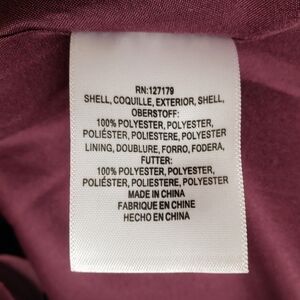 RN:127179
SHELL, COQUILLE, EXTERIOR, SHELL,
OBERSTOFF:
100% POLYESTER, POLYESTER,
POLIÉSTER, POLIESTERE, POLYESTER
LINING, DOUBLURE, FORRO, FODERA,
FUTTER:
100% POLYESTER, POLYESTER,
POLIÉSTER, POLIESTERE, POLYESTER
MADE IN CHINA
FABRIQUE EN CHINE
HECHO EN CHINA